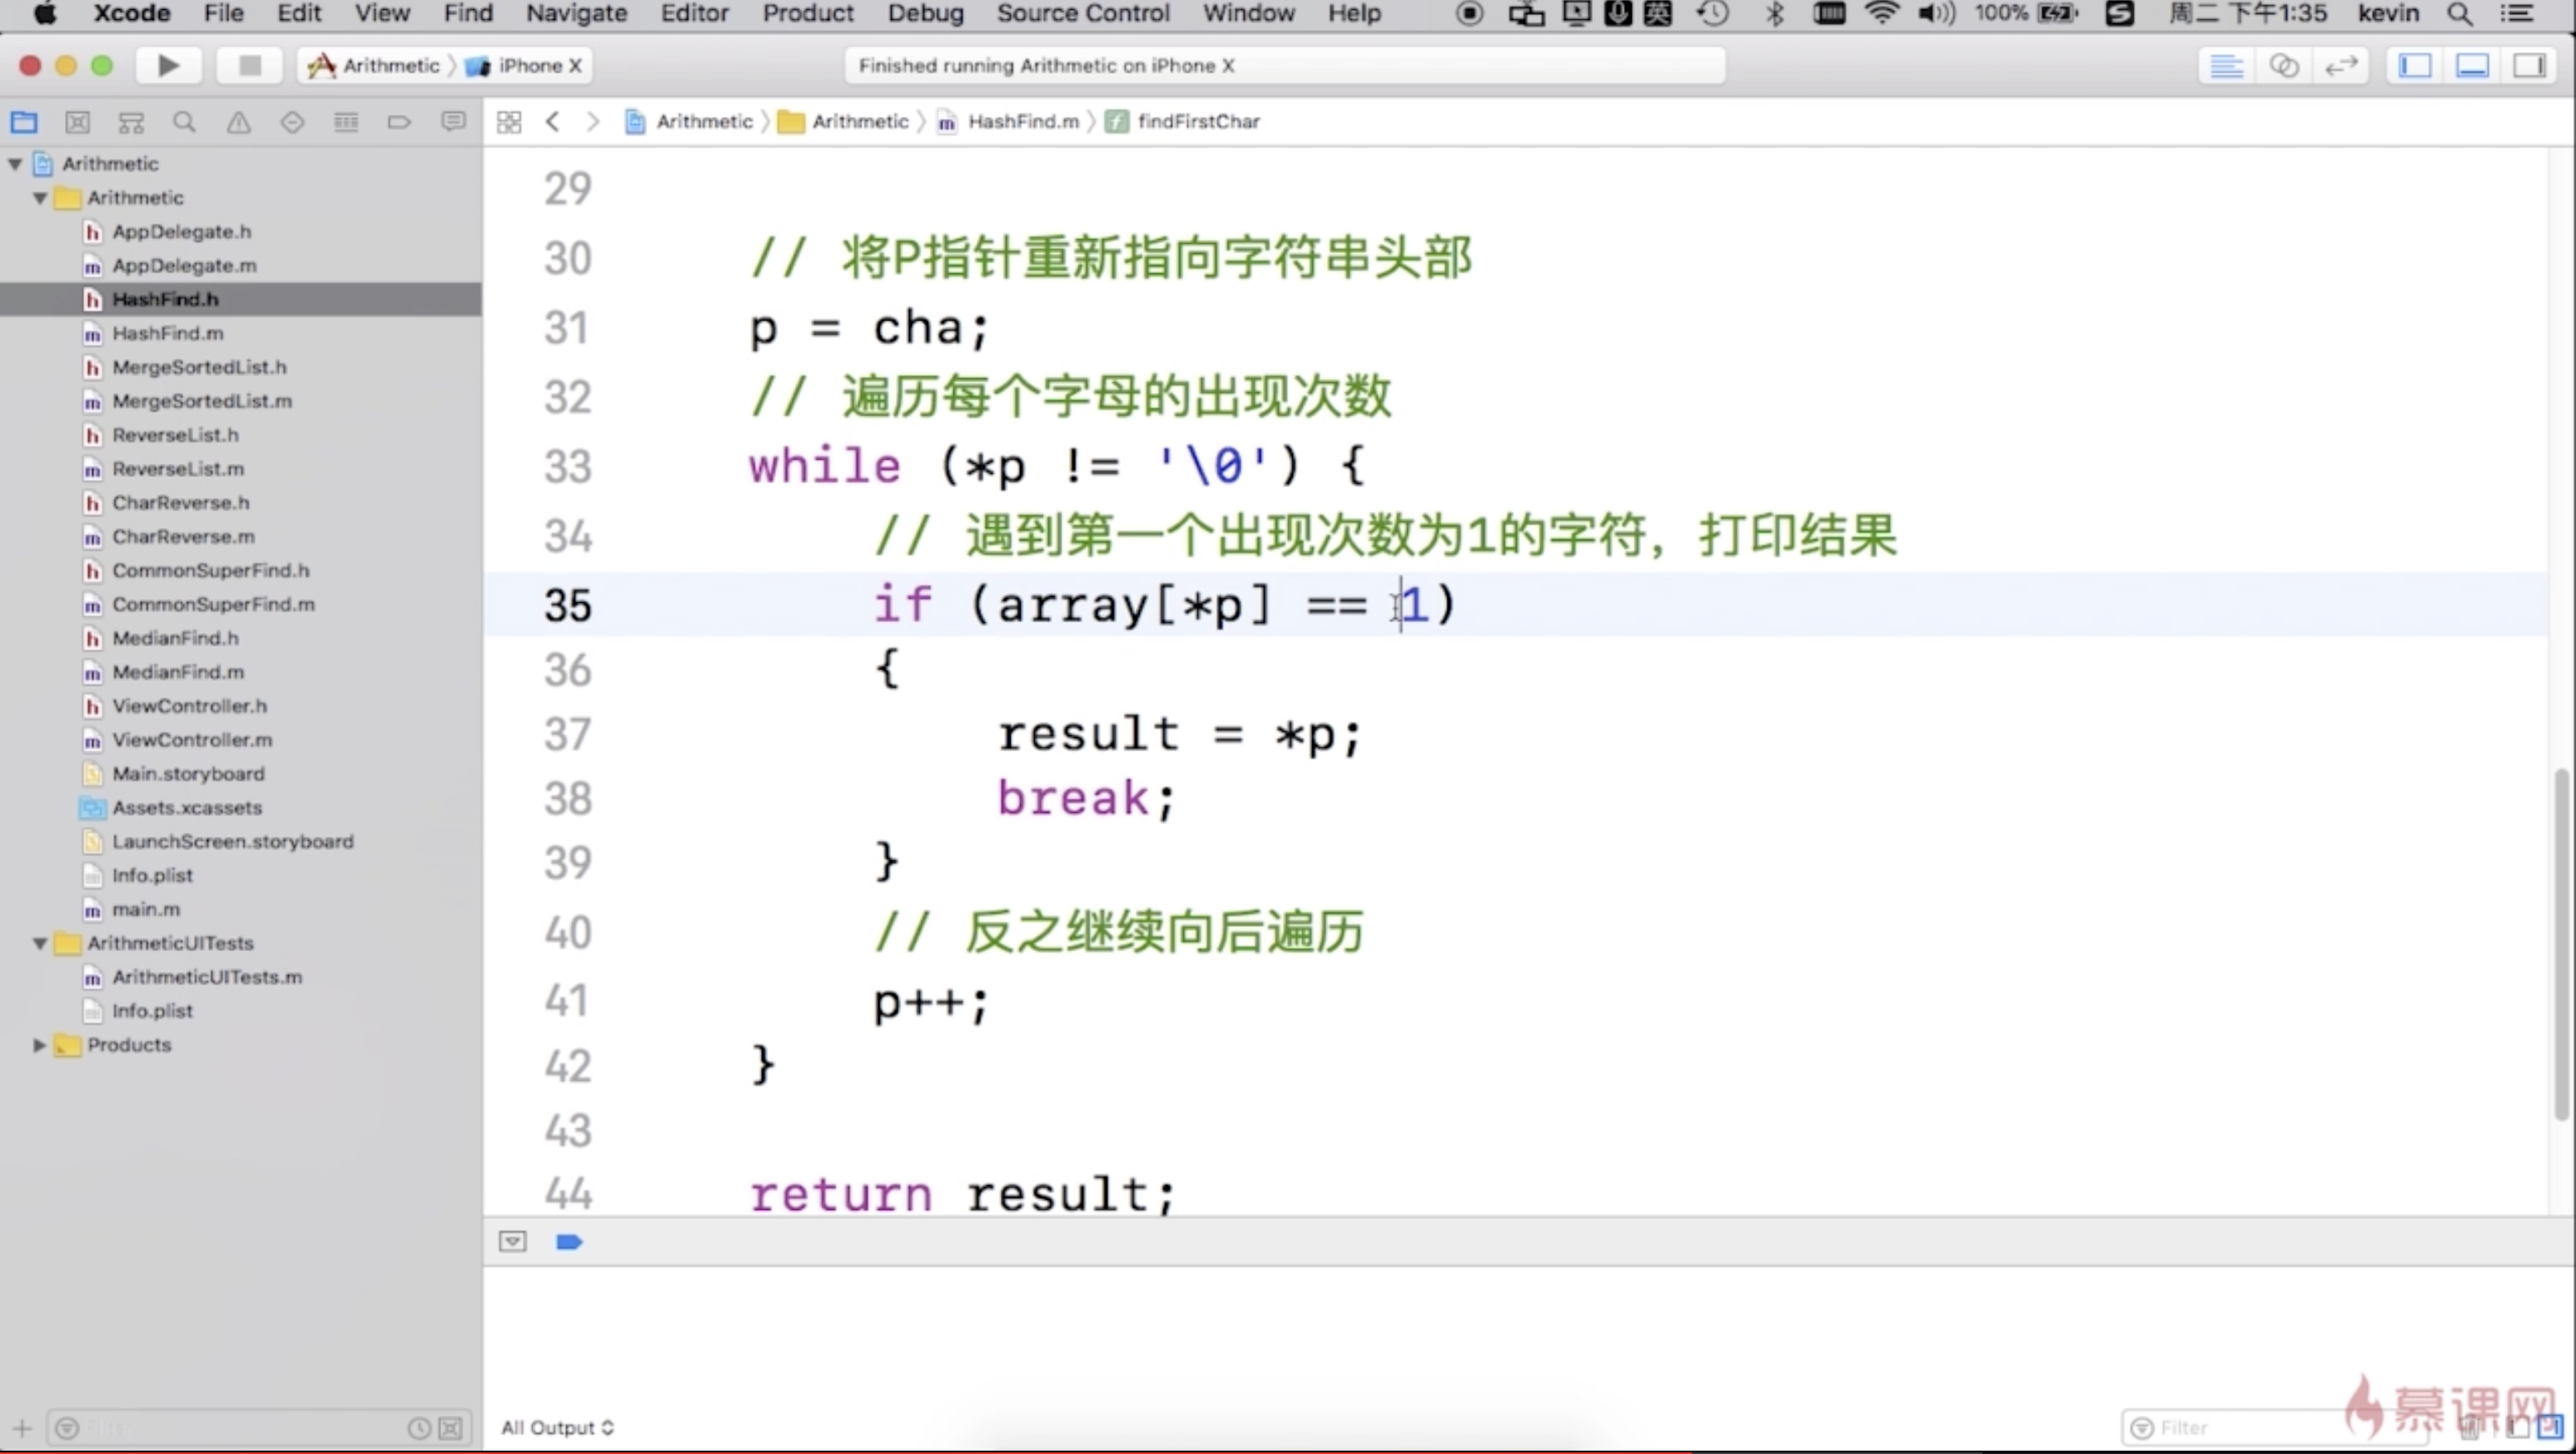 Xcode File Edit View Find Navigate Editor Product Debug Source Control Window Help 英 100% 周二 下午1:35 kevin
Arithmetic iPhone X
Finished running Arithmetic on iPhone X
Arithmetic Arithmetic HashFind.m findFirstChar
Arithmetic
Arithmetic
AppDelegate.h
AppDelegate.m
HashFind.h
HashFind.m
MergeSortedList.h
MergeSortedList.m
ReverseList.h
ReverseList.m
CharReverse.h
CharReverse.m
CommonSuperFind.h
CommonSuperFind.m
MedianFind.h
MedianFind.m
ViewController.h
ViewController.m
Main.storyboard
Assets.xcassets
LaunchScreen.storyboard
Info.plist
main.m
ArithmeticUITests
ArithmeticUITests.m
Info.plist
Products
29
30 // 将P指针重新指向字符串头部
31 p = cha;
32 // 遍历每个字母的出现次数
33 while (*p != '\0') {
34 // 遇到第一个出现次数为1的字符，打印结果
35 if (array[*p] == 1)
36 {
37 result = *p;
38 break;
39 }
40 // 反之继续向后遍历
41 p++;
42 }
43
44 return result;
Filter
All Output
Filter
慕课网